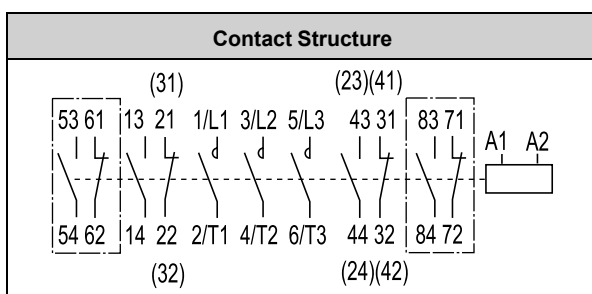 Contact Structure
(31) (23)(41)
53 61 13 21 1/L1 3/L2 5/L3 43 31 83 71
A1 A2
54 62 14 22 2/T1 4/T2 6/T3 44 32 84 72
(32) (24)(42)